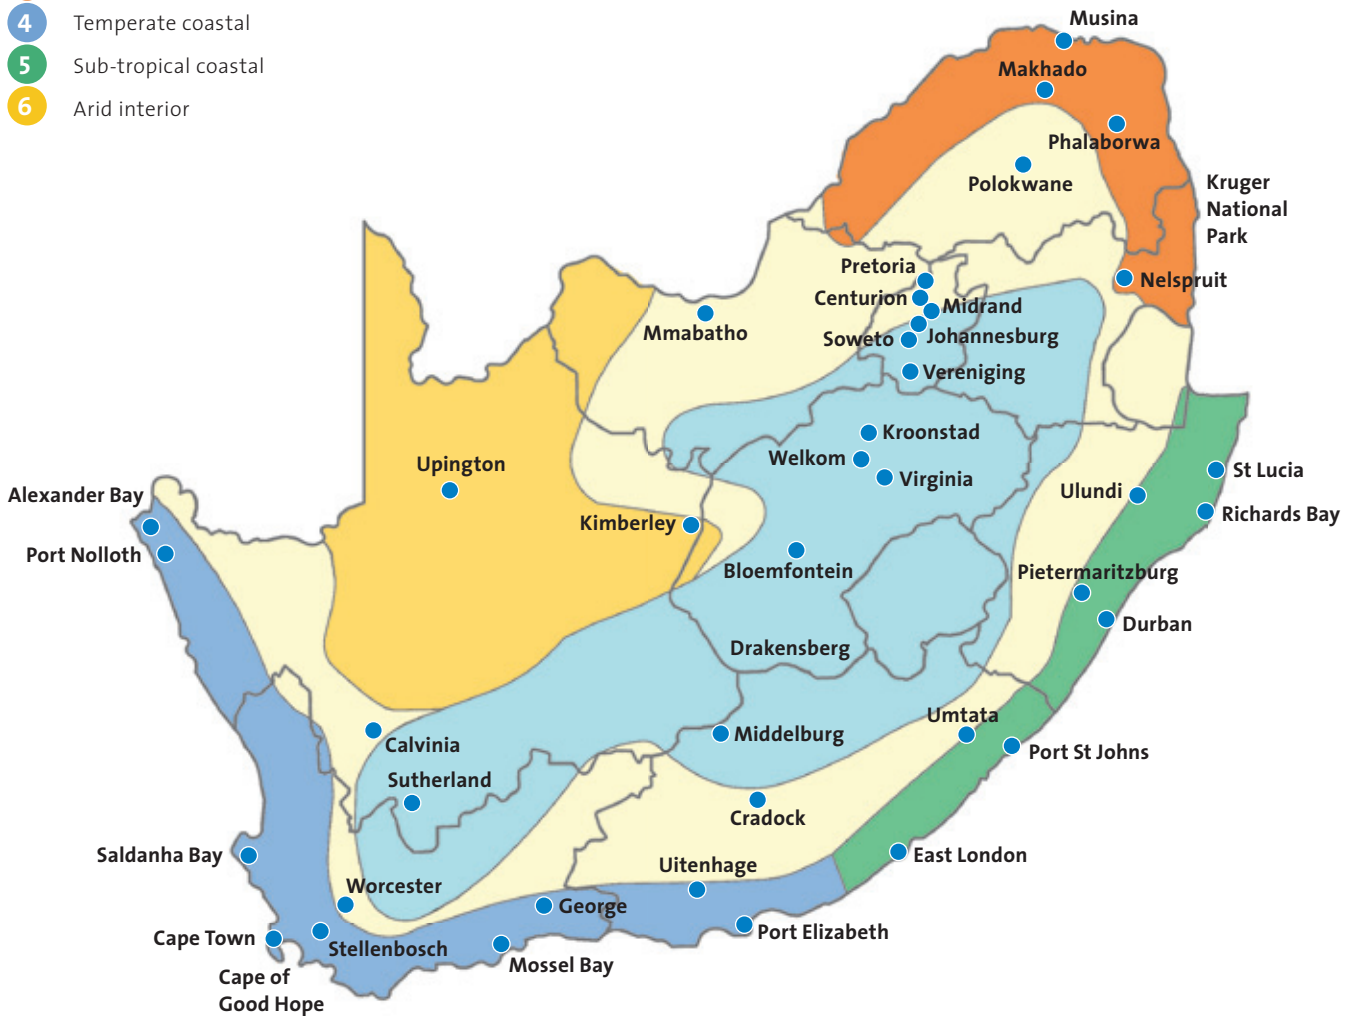 4 Temperate coastal
5 Sub-tropical coastal
6 Arid interior
Musina
Makhado
Phalaborwa
Polokwane
Kruger
National
Park
Pretoria
Nelspruit
Centurion
Midrand
Mmabatho
Soweto
Johannesburg
Vereniging
Kroonstad
Welkom
Virginia
Upington
St Lucia
Ulundi
Alexander Bay
Richards Bay
Kimberley
Port Nolloth
Bloemfontein
Pietermaritzburg
Durban
Drakensberg
Umtata
Middelburg
Calvinia
Port St Johns
Sutherland
Cradock
Saldanha Bay
East London
Uitenhage
Worcester
George
Port Elizabeth
Cape Town
Stellenbosch
Mossel Bay
Cape of
Good Hope